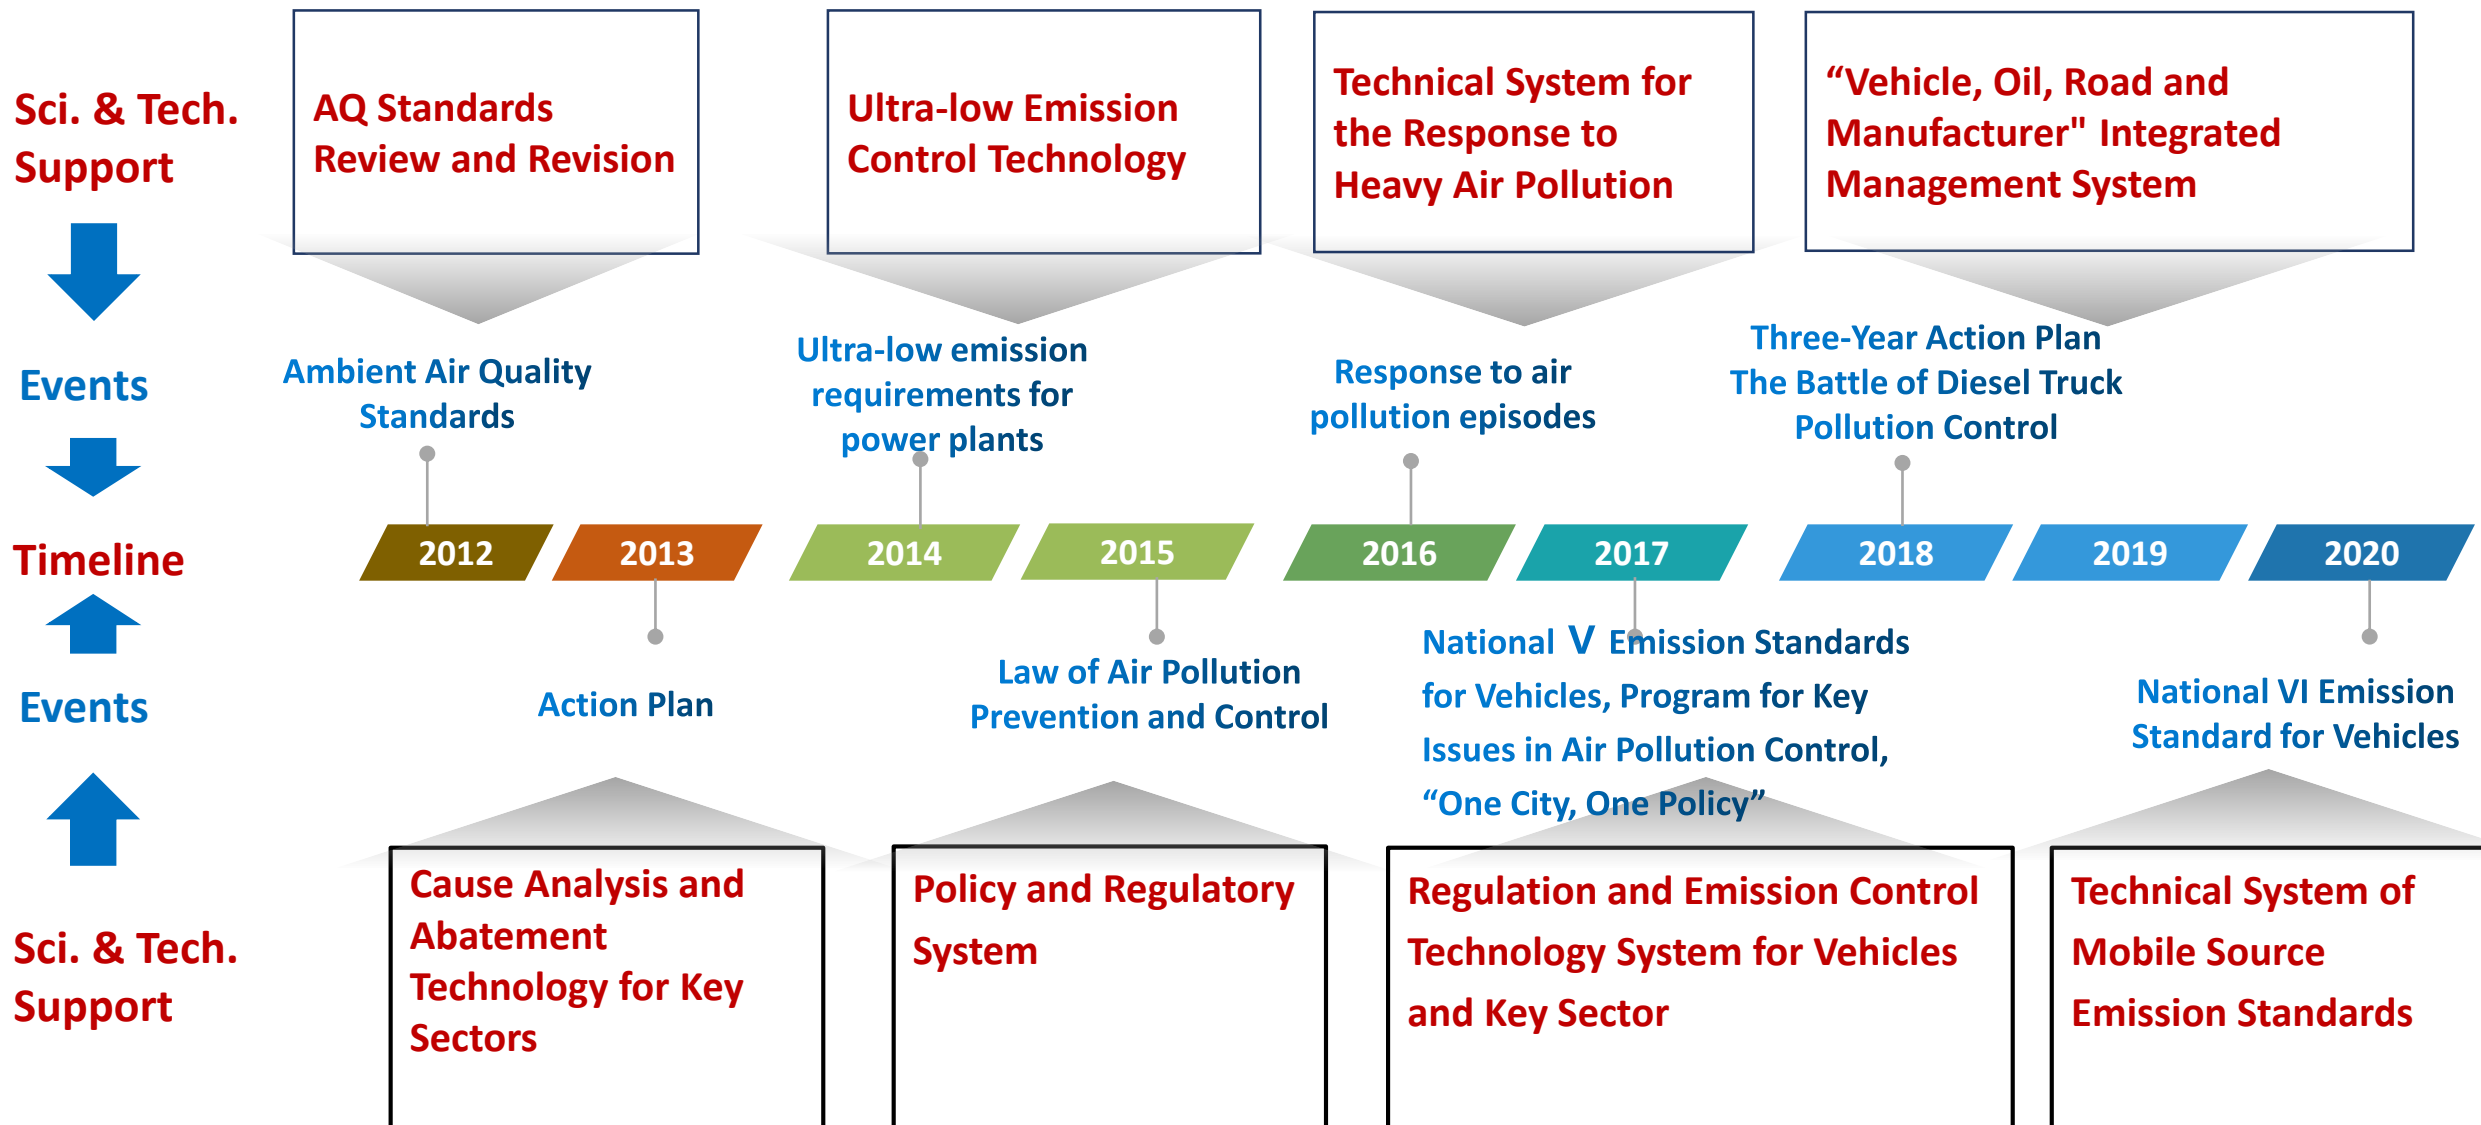 Sci. & Tech.
Support
AQ Standards
Review and Revision
Ultra-low Emission
Control Technology
Technical System for
the Response to
Heavy Air Pollution
“Vehicle, Oil, Road and
Manufacturer" Integrated
Management System
Events
Ambient Air Quality
Standards
Ultra-low emission
requirements for
power plants
Response to air
pollution episodes
Three-Year Action Plan
The Battle of Diesel Truck
Pollution Control
Timeline
2012
2013
2014
2015
2016
2017
2018
2019
2020
Events
Action Plan
Law of Air Pollution
Prevention and Control
National V Emission Standards
for Vehicles, Program for Key
Issues in Air Pollution Control,
“One City, One Policy”
National VI Emission
Standard for Vehicles
Sci. & Tech.
Support
Cause Analysis and
Abatement
Technology for Key
Sectors
Policy and Regulatory
System
Regulation and Emission Control
Technology System for Vehicles
and Key Sector
Technical System of
Mobile Source
Emission Standards